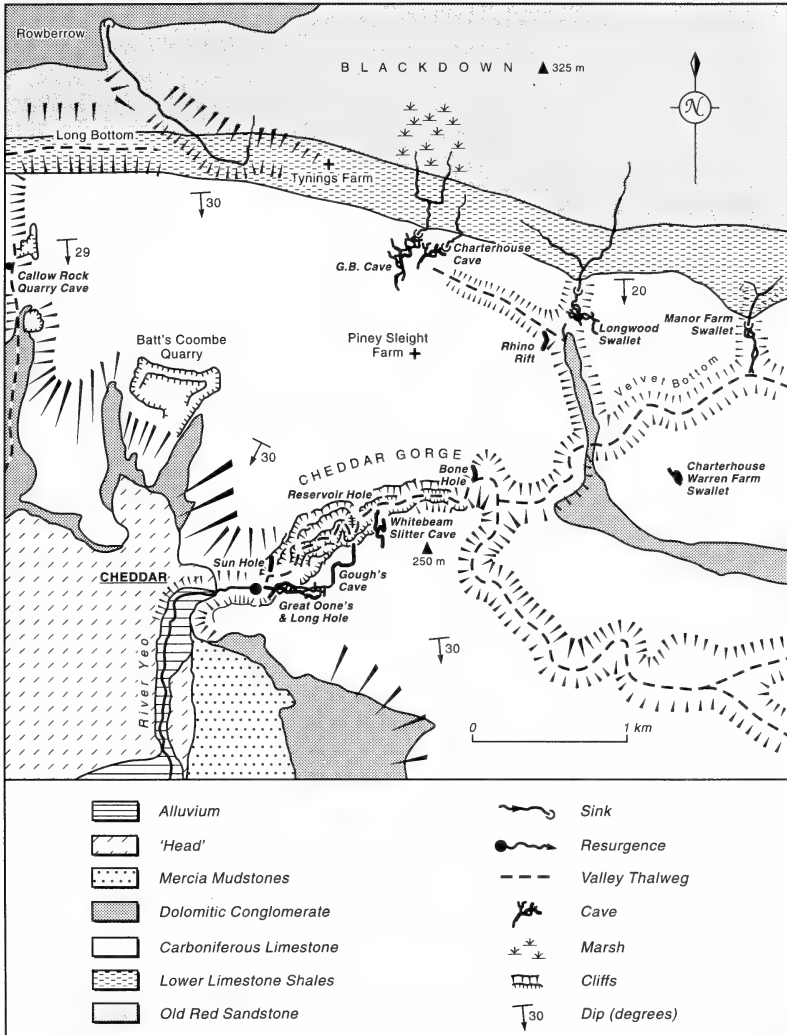 Rowberrow
BLACKDOWN
325 m
N
Long Bottom
Tynings Farm
30
29
Callow Rock
Quarry Cave
Charterhouse
Cave
G.B. Cave
20
Manor Farm
Swallet
Longwood
Swallet
Rhino
Rift
Piney Sleight
Farm
Batt's Coombe
Quarry
Velvet Bottom
30
CHEDDAR GORGE
Bone
Hole
Reservoir Hole
Charterhouse
Warren Farm
Swallet
Whitebeam
Slitter Cave
250 m
Sun Hole
CHEDDAR
Gough's
Cave
Great Oone's
& Long Hole
30
River Yeo
0 1 km
Alluvium
'Head'
Mercia Mudstones
Dolomitic Conglomerate
Carboniferous Limestone
Lower Limestone Shales
Old Red Sandstone
Sink
Resurgence
Valley Thalweg
Cave
Marsh
Cliffs
30 Dip (degrees)